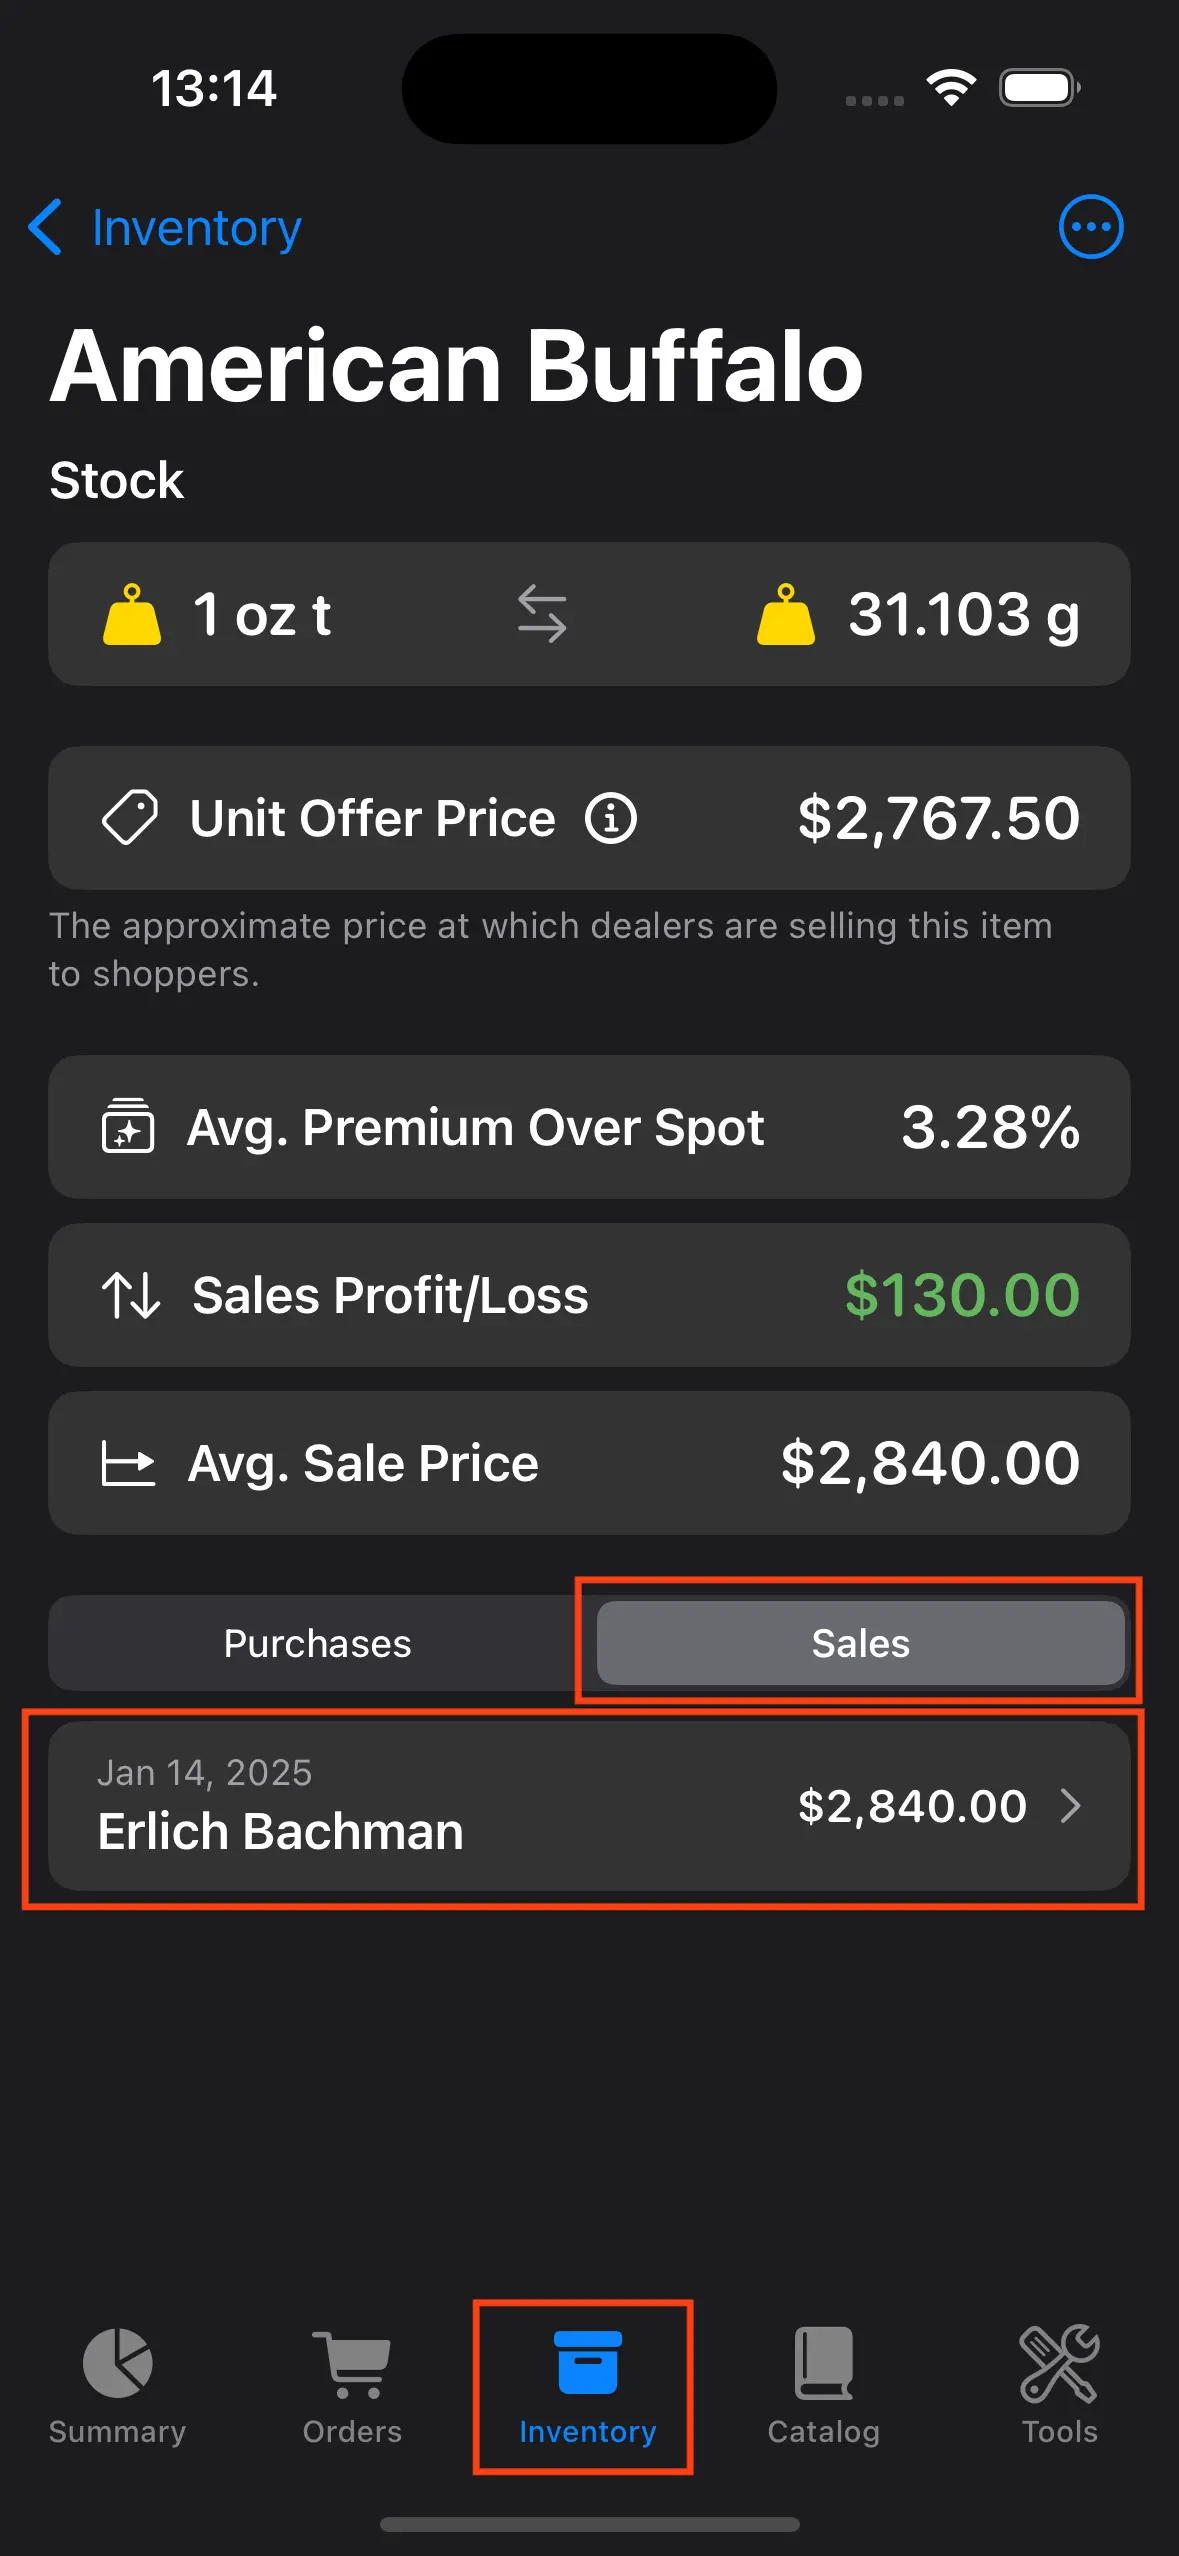 13:14
Inventory
American Buffalo
Stock
1 oz t
31.103 g
Unit Offer Price
$2,767.50
The approximate price at which dealers are selling this item
to shoppers.
Avg. Premium Over Spot
3.28%
Sales Profit/Loss
$130.00
Avg. Sale Price
$2,840.00
Purchases
Sales
Jan 14, 2025
Erlich Bachman
$2,840.00
Summary
Orders
Inventory
Catalog
Tools